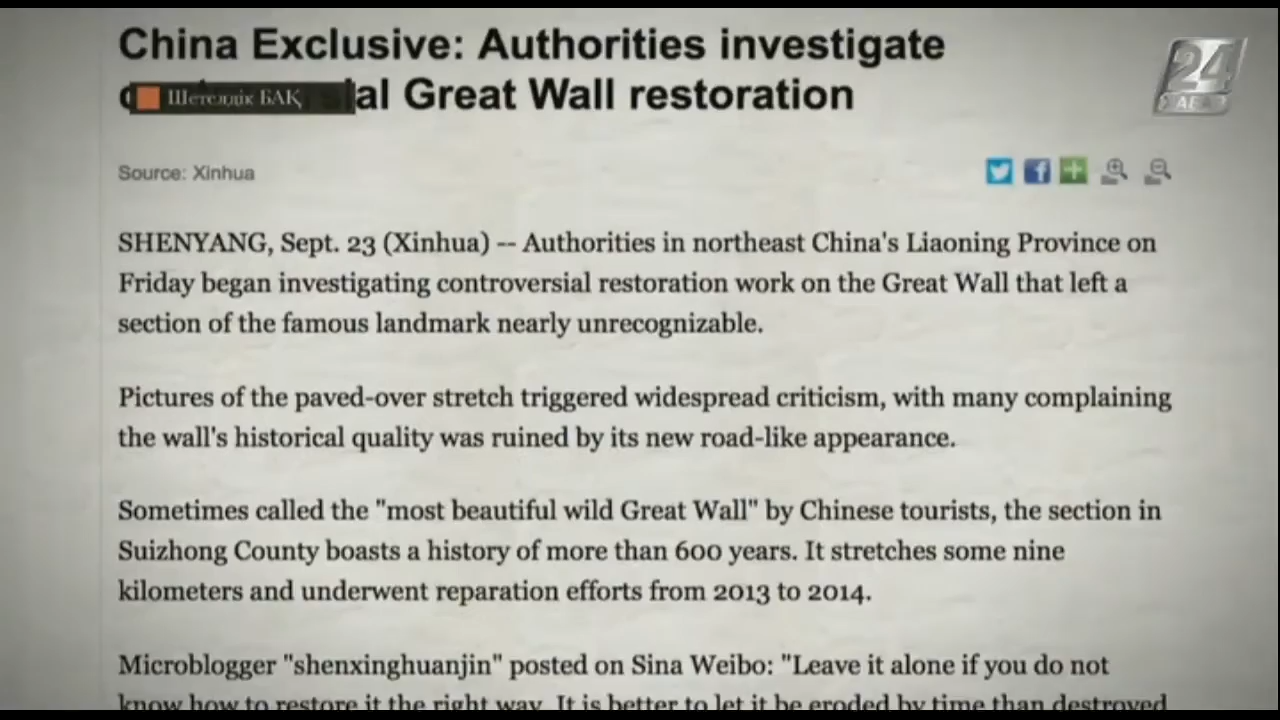 China Exclusive: Authorities investigate
al Great Wall restoration
Шетелдік БАҚ
24
Source: Xinhua
SHENYANG, Sept. 23 (Xinhua) -- Authorities in northeast China's Liaoning Province on
Friday began investigating controversial restoration work on the Great Wall that left a
section of the famous landmark nearly unrecognizable.
Pictures of the paved-over stretch triggered widespread criticism, with many complaining
the wall's historical quality was ruined by its new road-like appearance.
Sometimes called the "most beautiful wild Great Wall" by Chinese tourists, the section in
Suizhong County boasts a history of more than 600 years. It stretches some nine
kilometers and underwent reparation efforts from 2013 to 2014.
Microblogger "shenxinghuanjin" posted on Sina Weibo: "Leave it alone if you do not
know how to restore it the right way. It is better to let it be eroded by time than destroyed